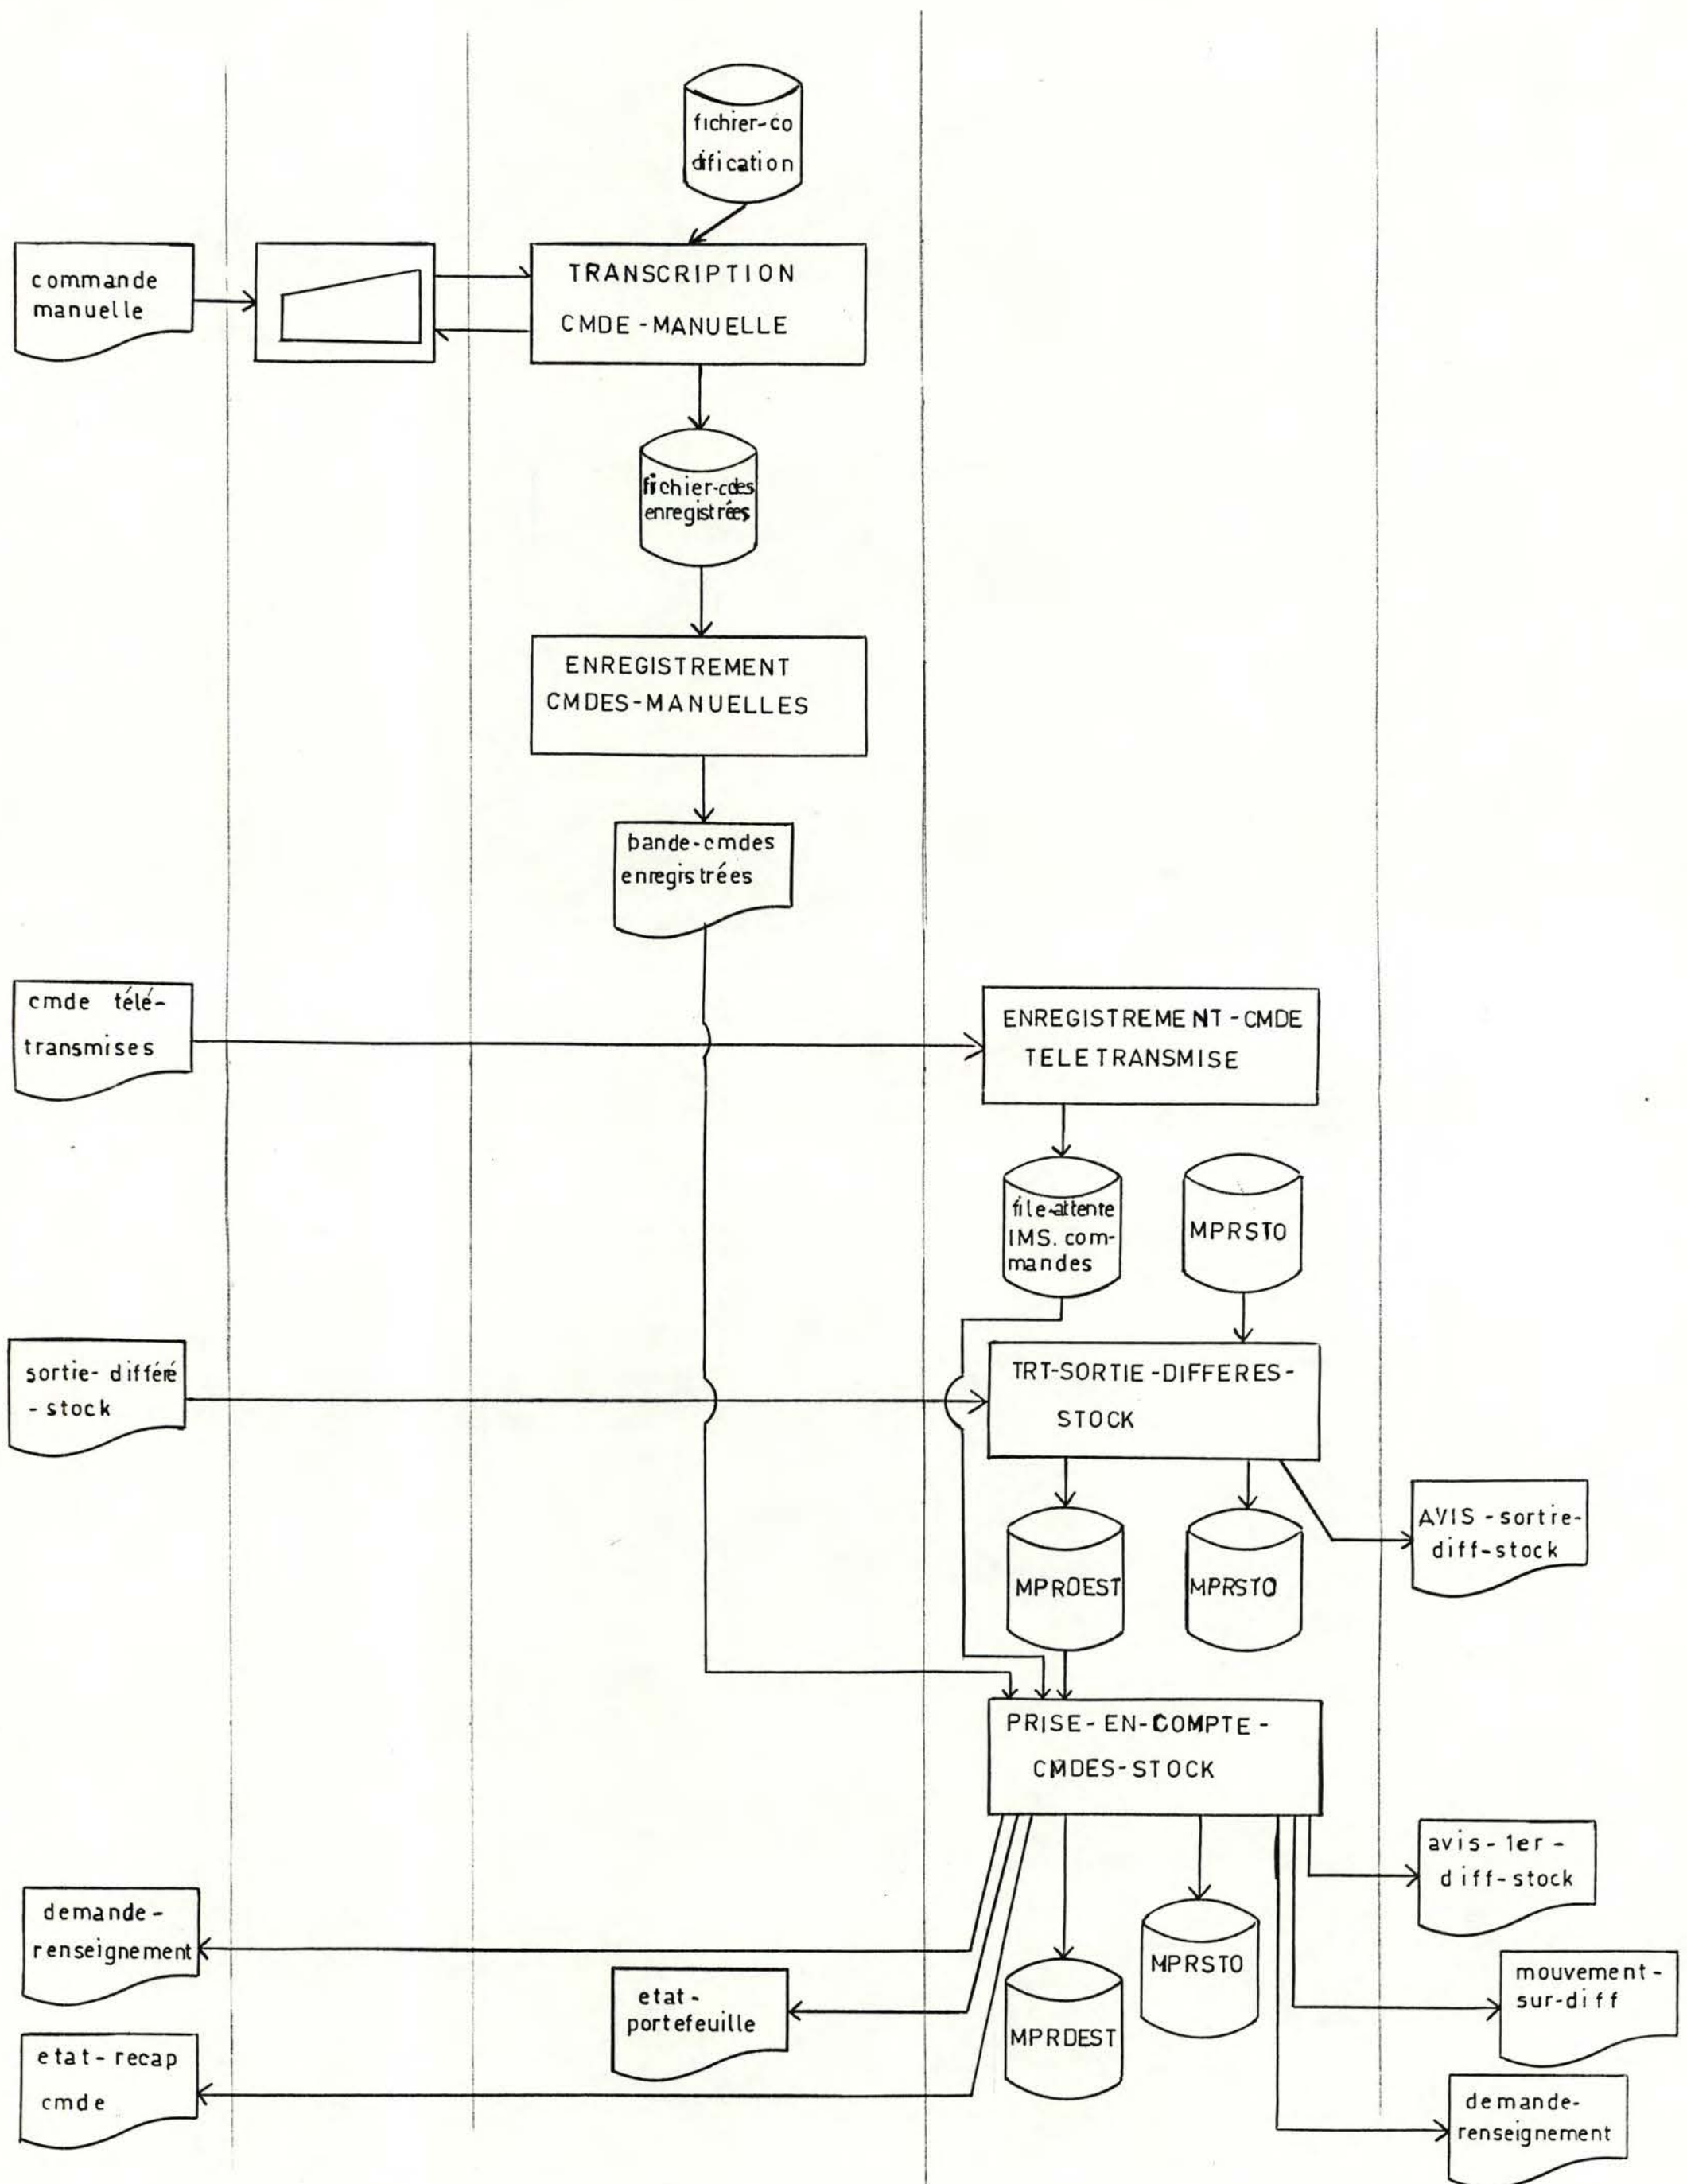 fichier-co
dification
commande
manuelle
TRANSCRIPTION
CMDE-MANUELLE
fichier-cdes
enregistrées
ENREGISTREMENT
CMDES-MANUELLES
bande-cmdes
enregistrées
cmde télé-
transmises
ENREGISTREMENT-CMDE
TELETRANSMISE
file-attente
IMS. com-
mandes
MPRSTO
sortie-différé
-stock
TRT-SORTIE-DIFFERES-
STOCK
AVIS-sortie-
diff-stock
MPRDEST
MPRSTO
PRISE-EN-COMPTE-
CMDES-STOCK
avis-1er-
diff-stock
demande-
renseignement
etat-
portefeuille
MPRSTO
MPRDEST
mouvement-
sur-diff
etat-recap
cmde
demande-
renseignement